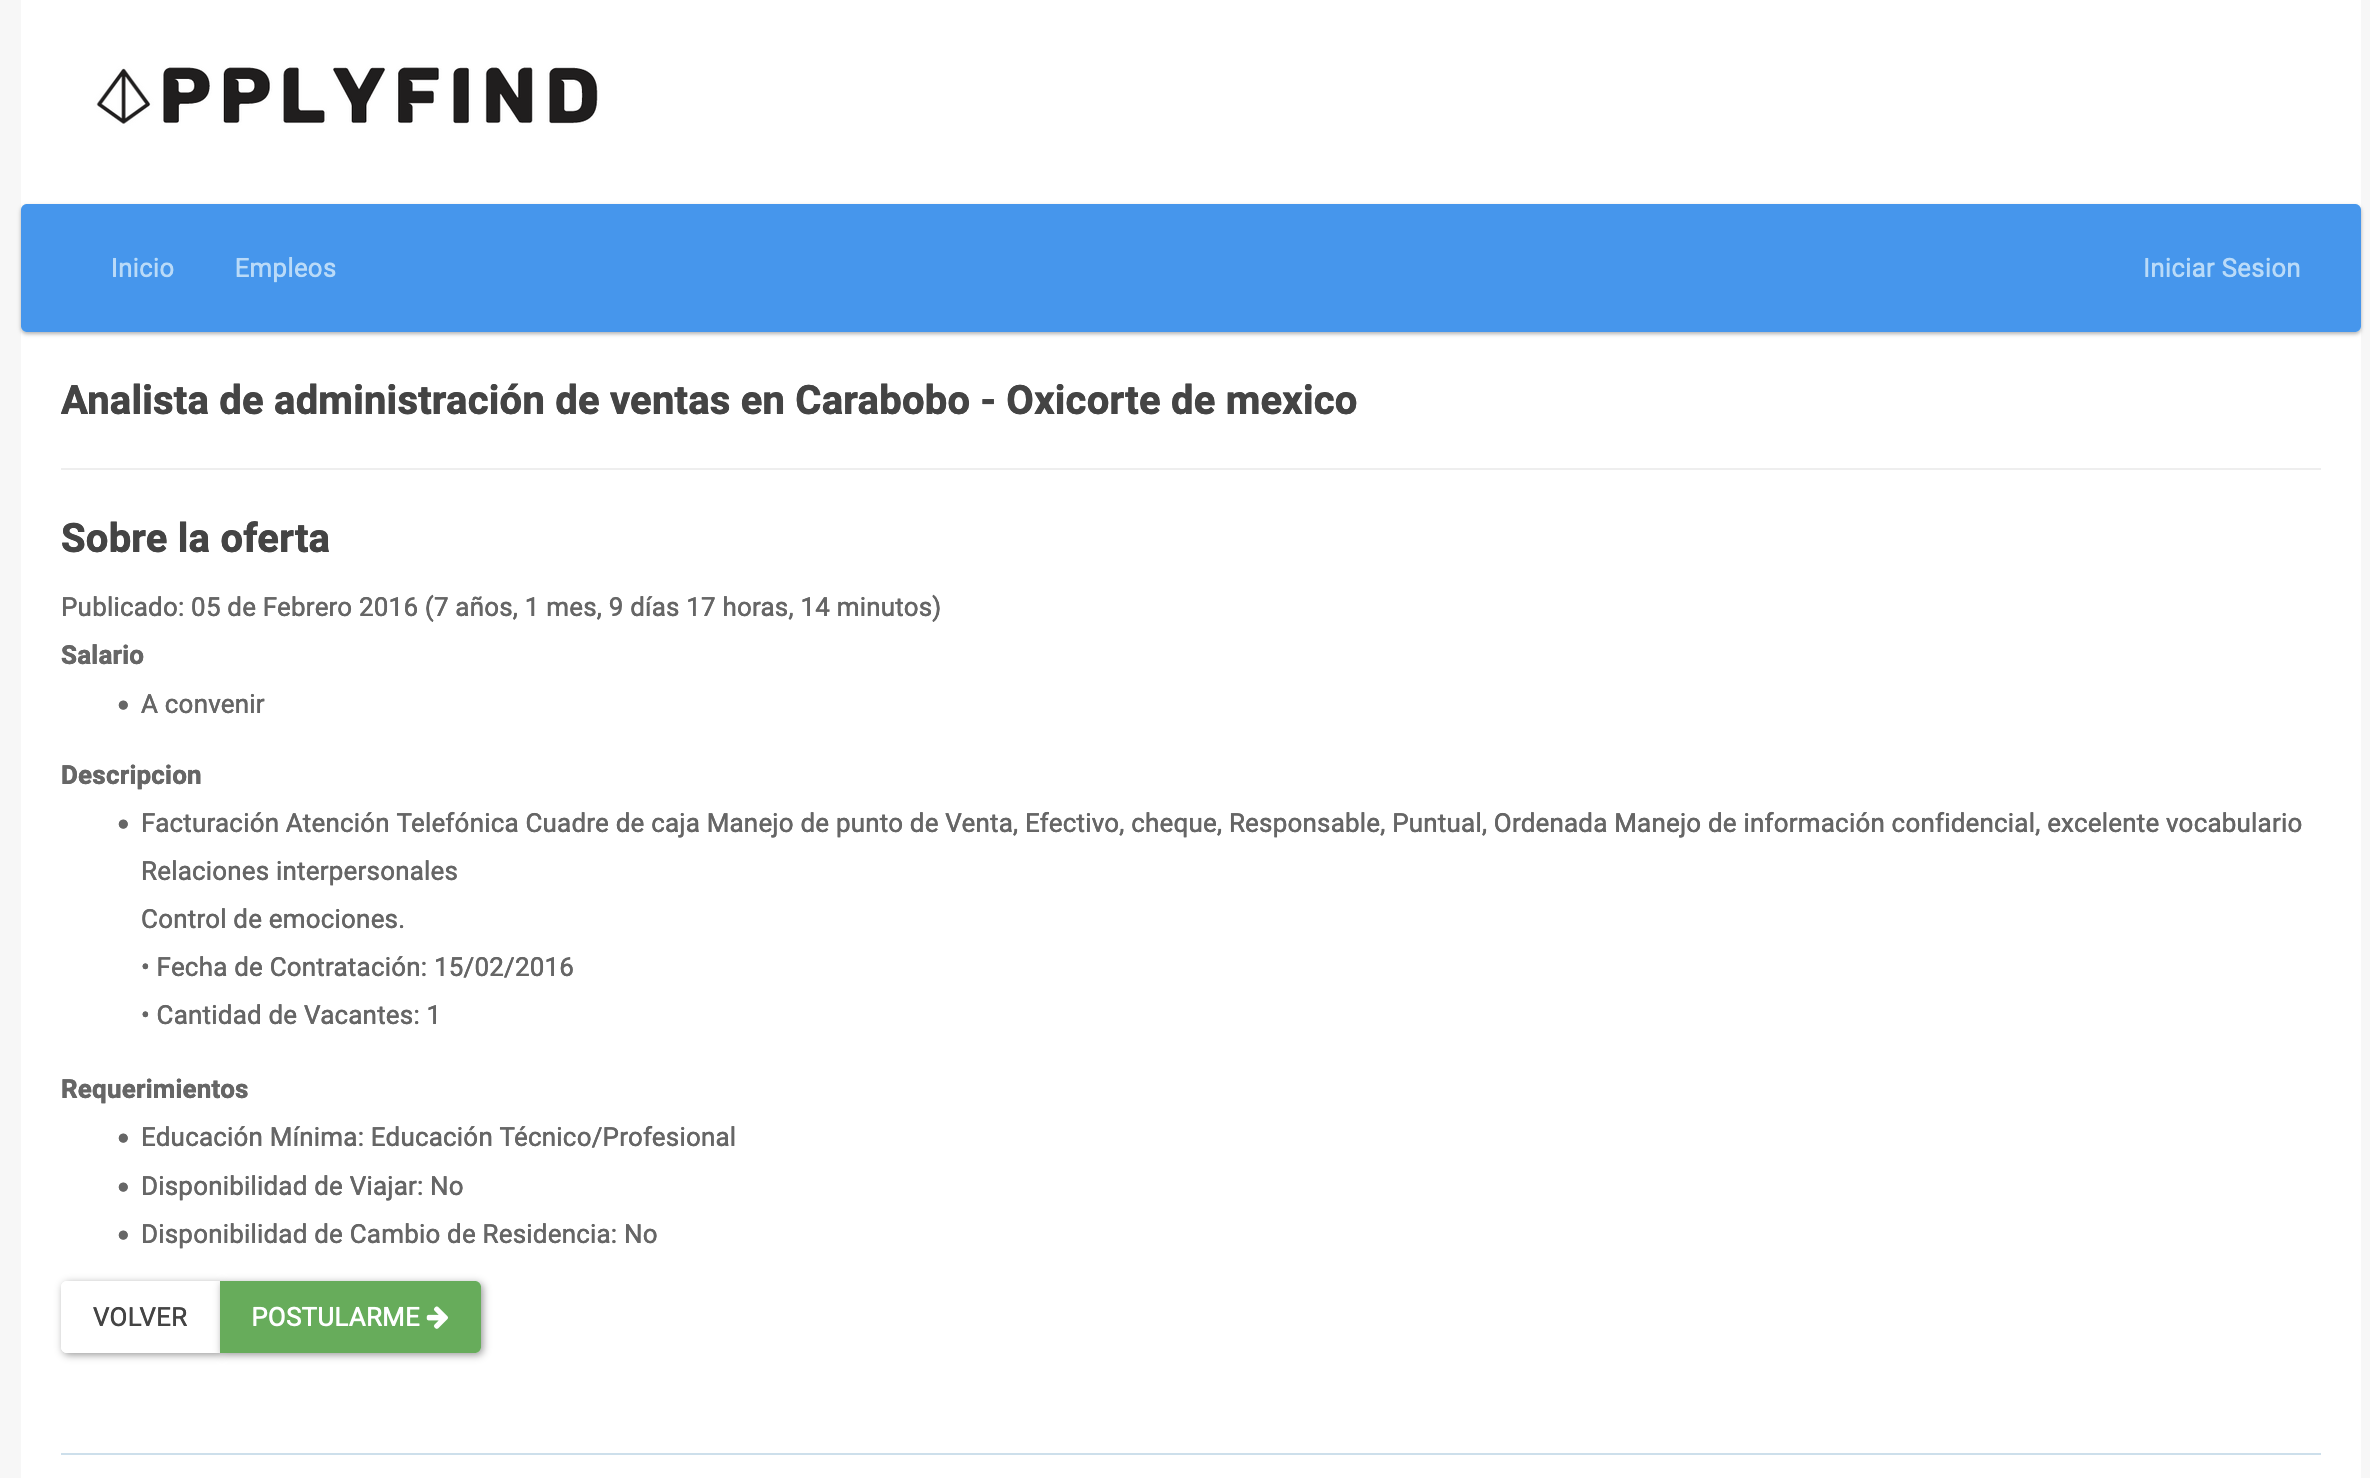 PPLYFIND
Inicio Empleos Iniciar Sesion
Analista de administración de ventas en Carabobo - Oxicorte de mexico
Sobre la oferta
Publicado: 05 de Febrero 2016 (7 años, 1 mes, 9 días 17 horas, 14 minutos)
Salario
• A convenir
Descripcion
• Facturación Atención Telefónica Cuadre de caja Manejo de punto de Venta, Efectivo, cheque, Responsable, Puntual, Ordenada Manejo de información confidencial, excelente vocabulario
Relaciones interpersonales
Control de emociones.
• Fecha de Contratación: 15/02/2016
• Cantidad de Vacantes: 1
Requerimientos
• Educación Mínima: Educación Técnico/Profesional
• Disponibilidad de Viajar: No
• Disponibilidad de Cambio de Residencia: No
VOLVER POSTULARME